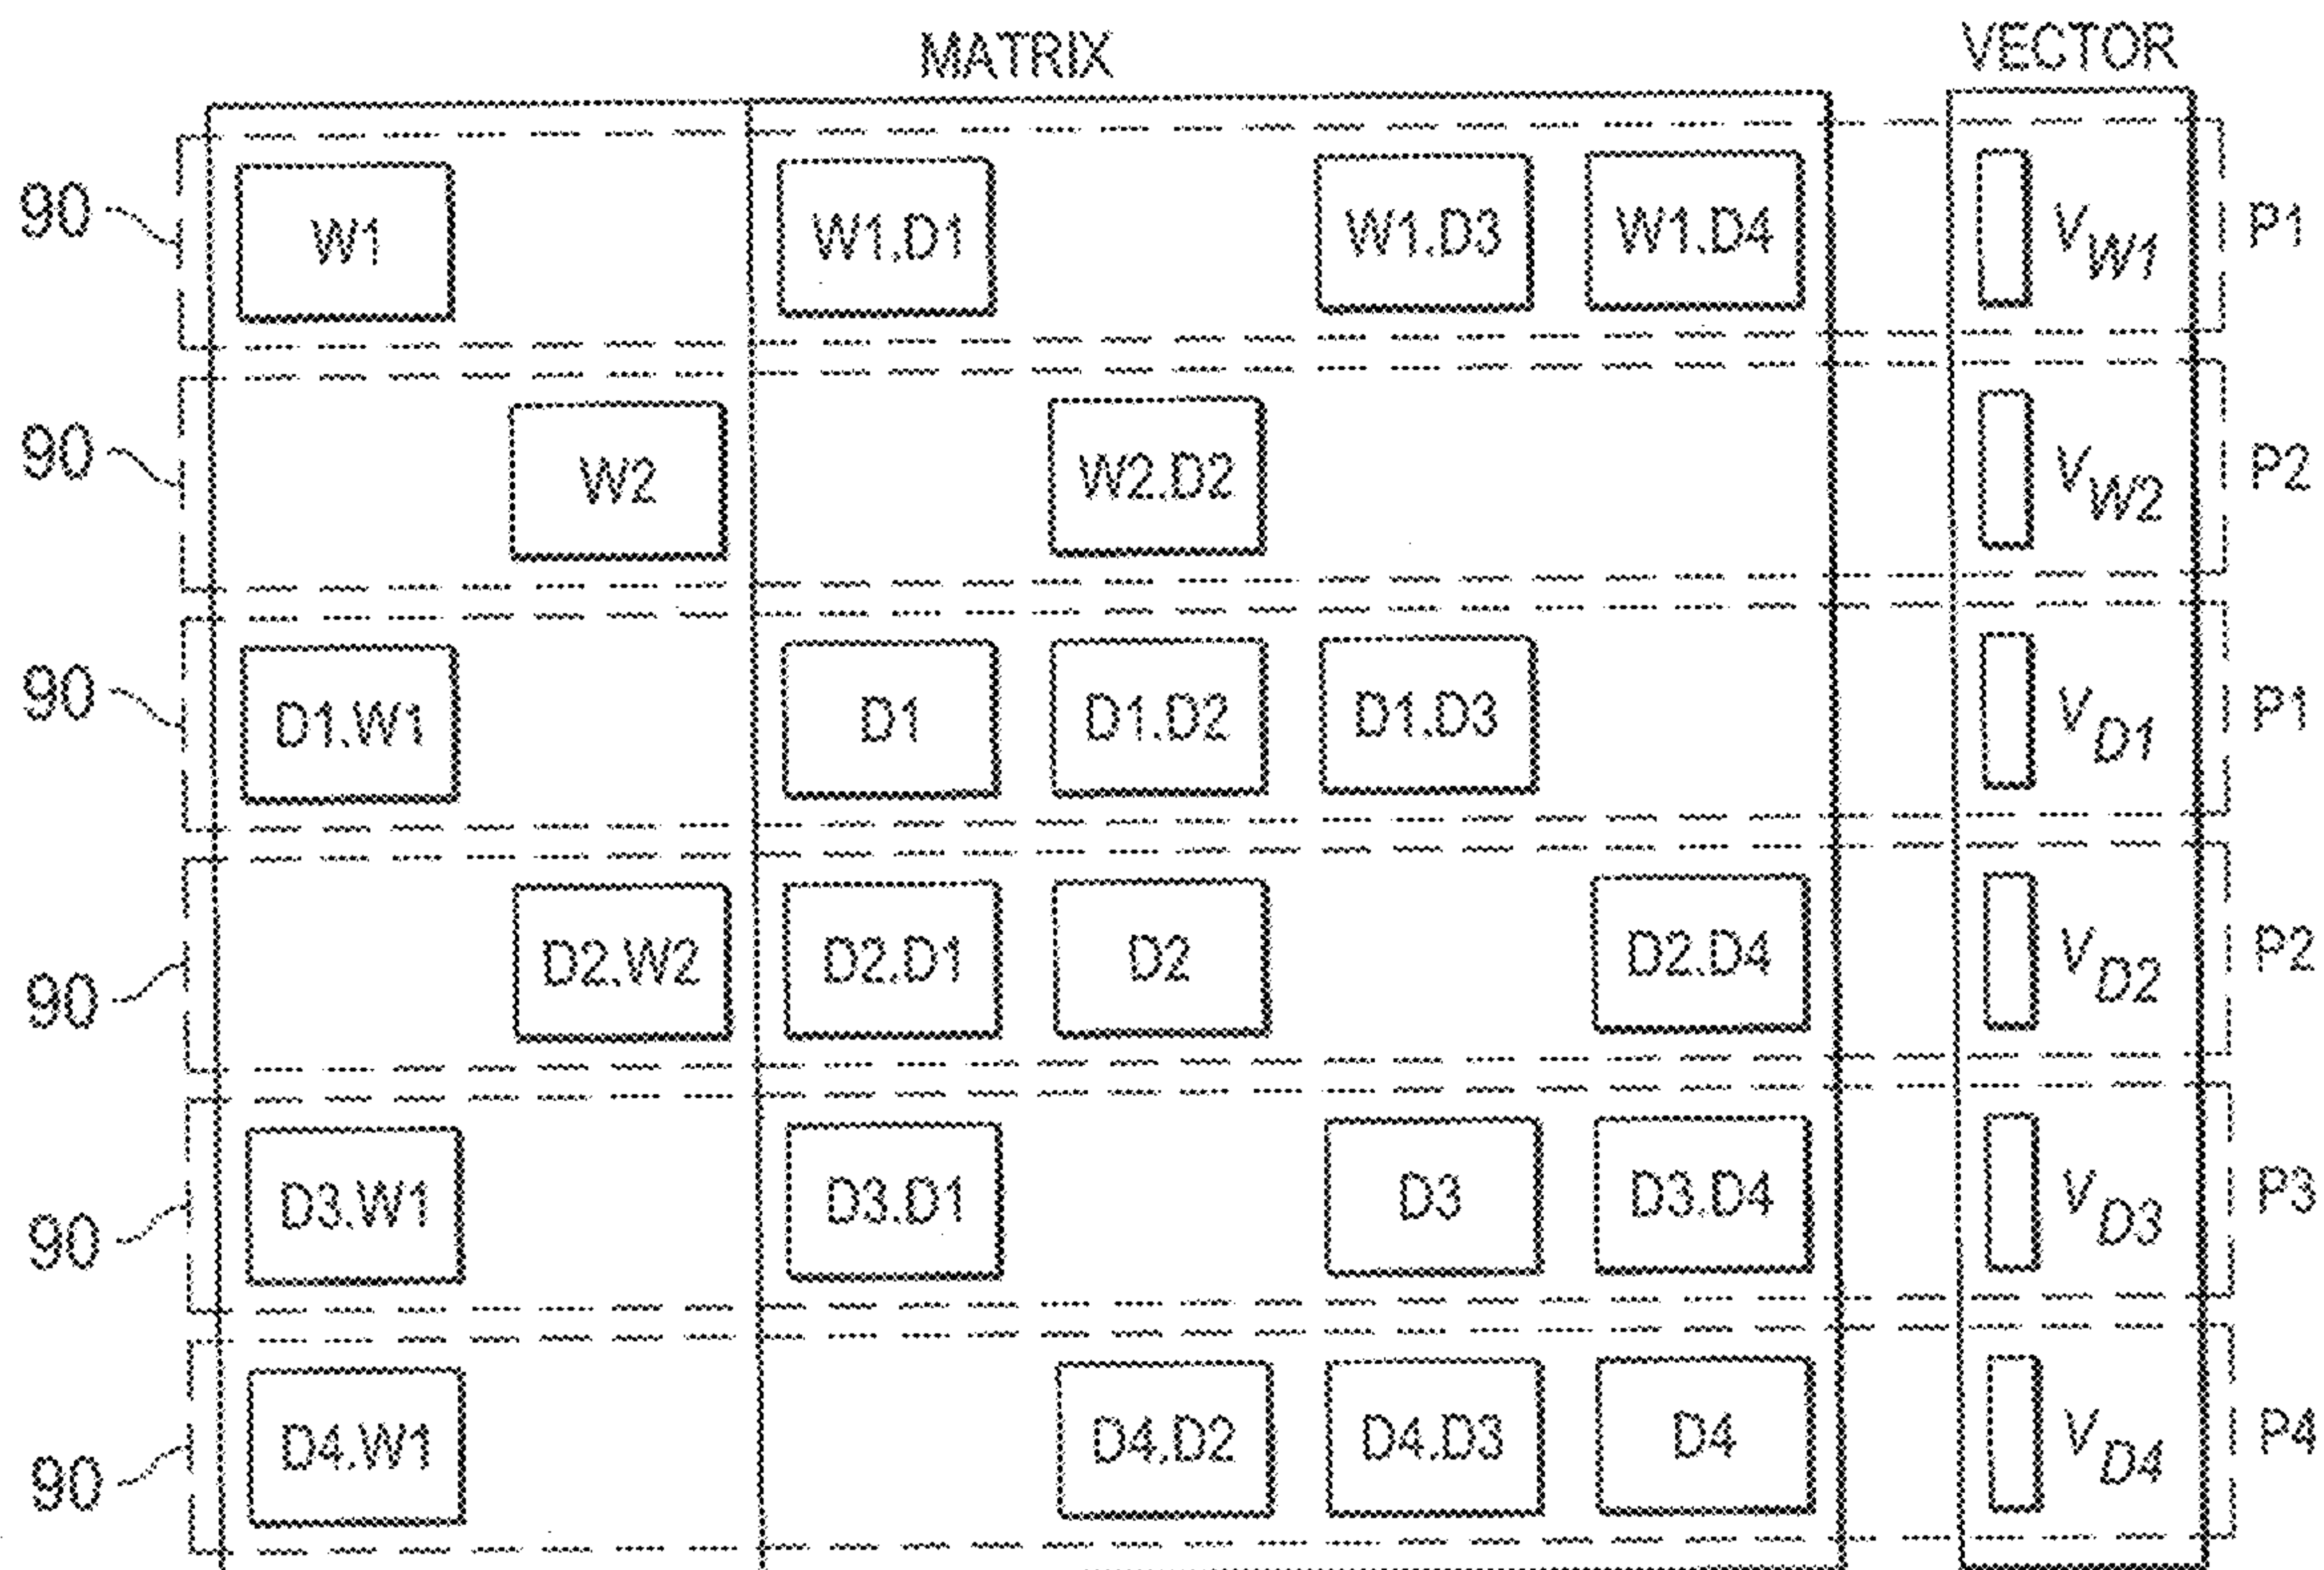 MATRIX VECTOR
90 W1 W1.D1 W1.D3 W1.D4 VW1 P1
90 W2 W2.D2 VW2 P2
90 D1.W1 D1 D1.D2 D1.D3 VD1 P1
90 D2.W2 D2.D1 D2 D2.D4 VD2 P2
90 D3.W1 D3.D1 D3 D3.D4 VD3 P3
90 D4.W1 D4.D2 D4.D3 D4 VD4 P4